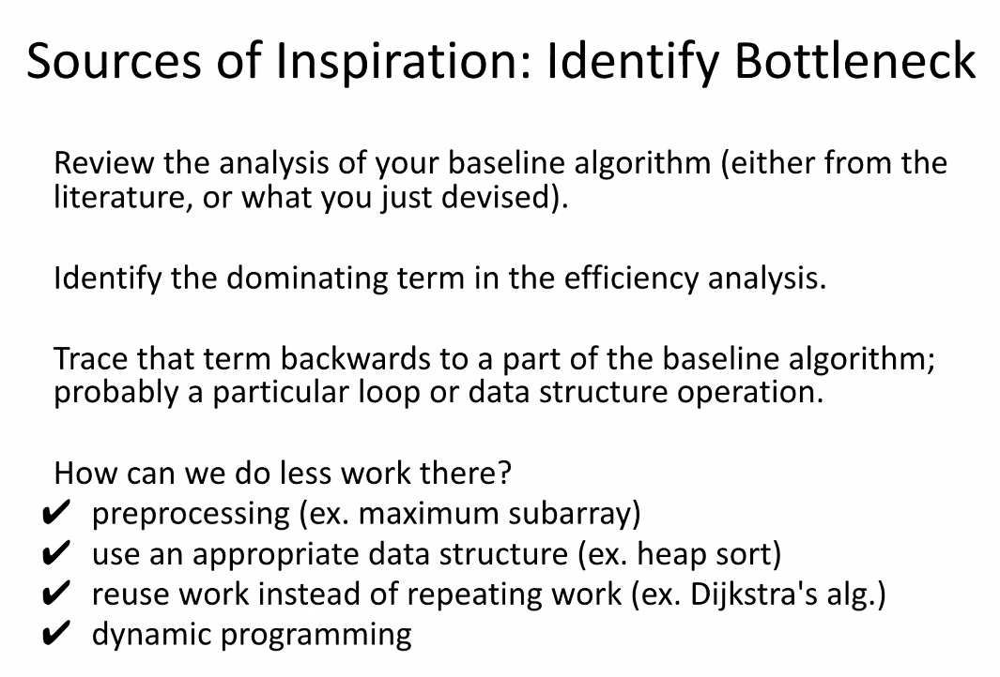 Sources of Inspiration: Identify Bottleneck
Review the analysis of your baseline algorithm (either from the
literature, or what you just devised).
Identify the dominating term in the efficiency analysis.
Trace that term backwards to a part of the baseline algorithm;
probably a particular loop or data structure operation.
How can we do less work there?
✔ preprocessing (ex. maximum subarray)
✔ use an appropriate data structure (ex. heap sort)
✔ reuse work instead of repeating work (ex. Dijkstra's alg.)
✔ dynamic programming